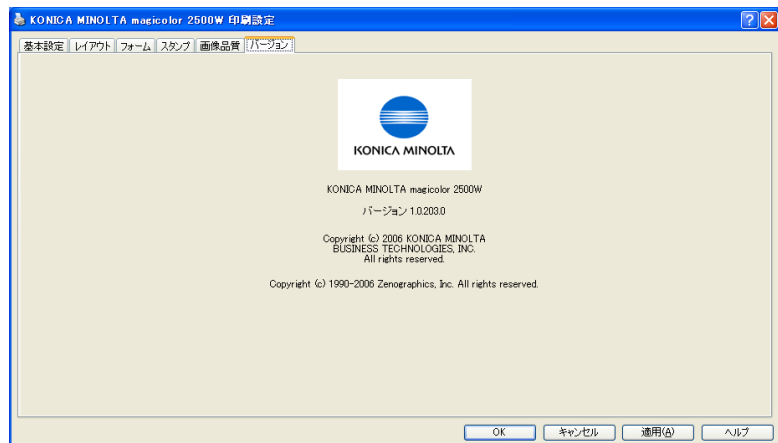 KONICA MINOLTA magicolor 2500W 印刷設定
基本設定 レイアウト フォーム スタンプ 画像品質 バージョン
KONICA MINOLTA
KONICA MINOLTA magicolor 2500W
バージョン 1.0.203.0
Copyright (c) 2006 KONICA MINOLTA
BUSINESS TECHNOLOGIES, INC.
All rights reserved.
Copyright (c) 1990-2006 Zenographics, Inc. All rights reserved.
OK キャンセル 適用(A) ヘルプ